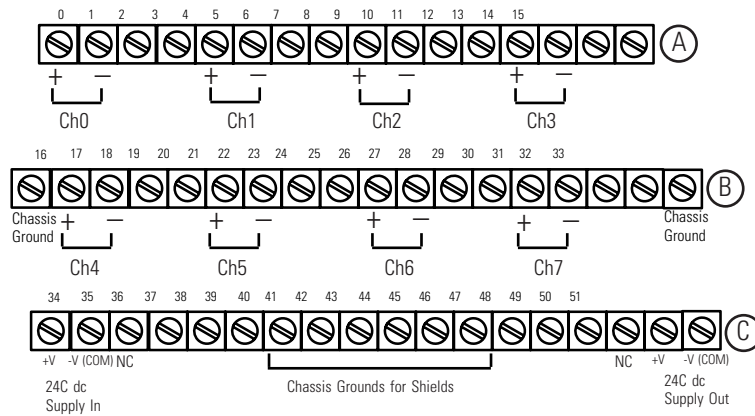 0 1 2 3 4 5 6 7 8 9 10 11 12 13 14 15
A
+ − + − + − + −
Ch0 Ch1 Ch2 Ch3
16 17 18 19 20 21 22 23 24 25 26 27 28 29 30 31 32 33
B
Chassis Ground + − + − + − + − Chassis Ground
Ch4 Ch5 Ch6 Ch7
34 35 36 37 38 39 40 41 42 43 44 45 46 47 48 49 50 51
C
+V -V (COM) NC NC +V -V (COM)
24C dc Supply In Chassis Grounds for Shields 24C dc Supply Out